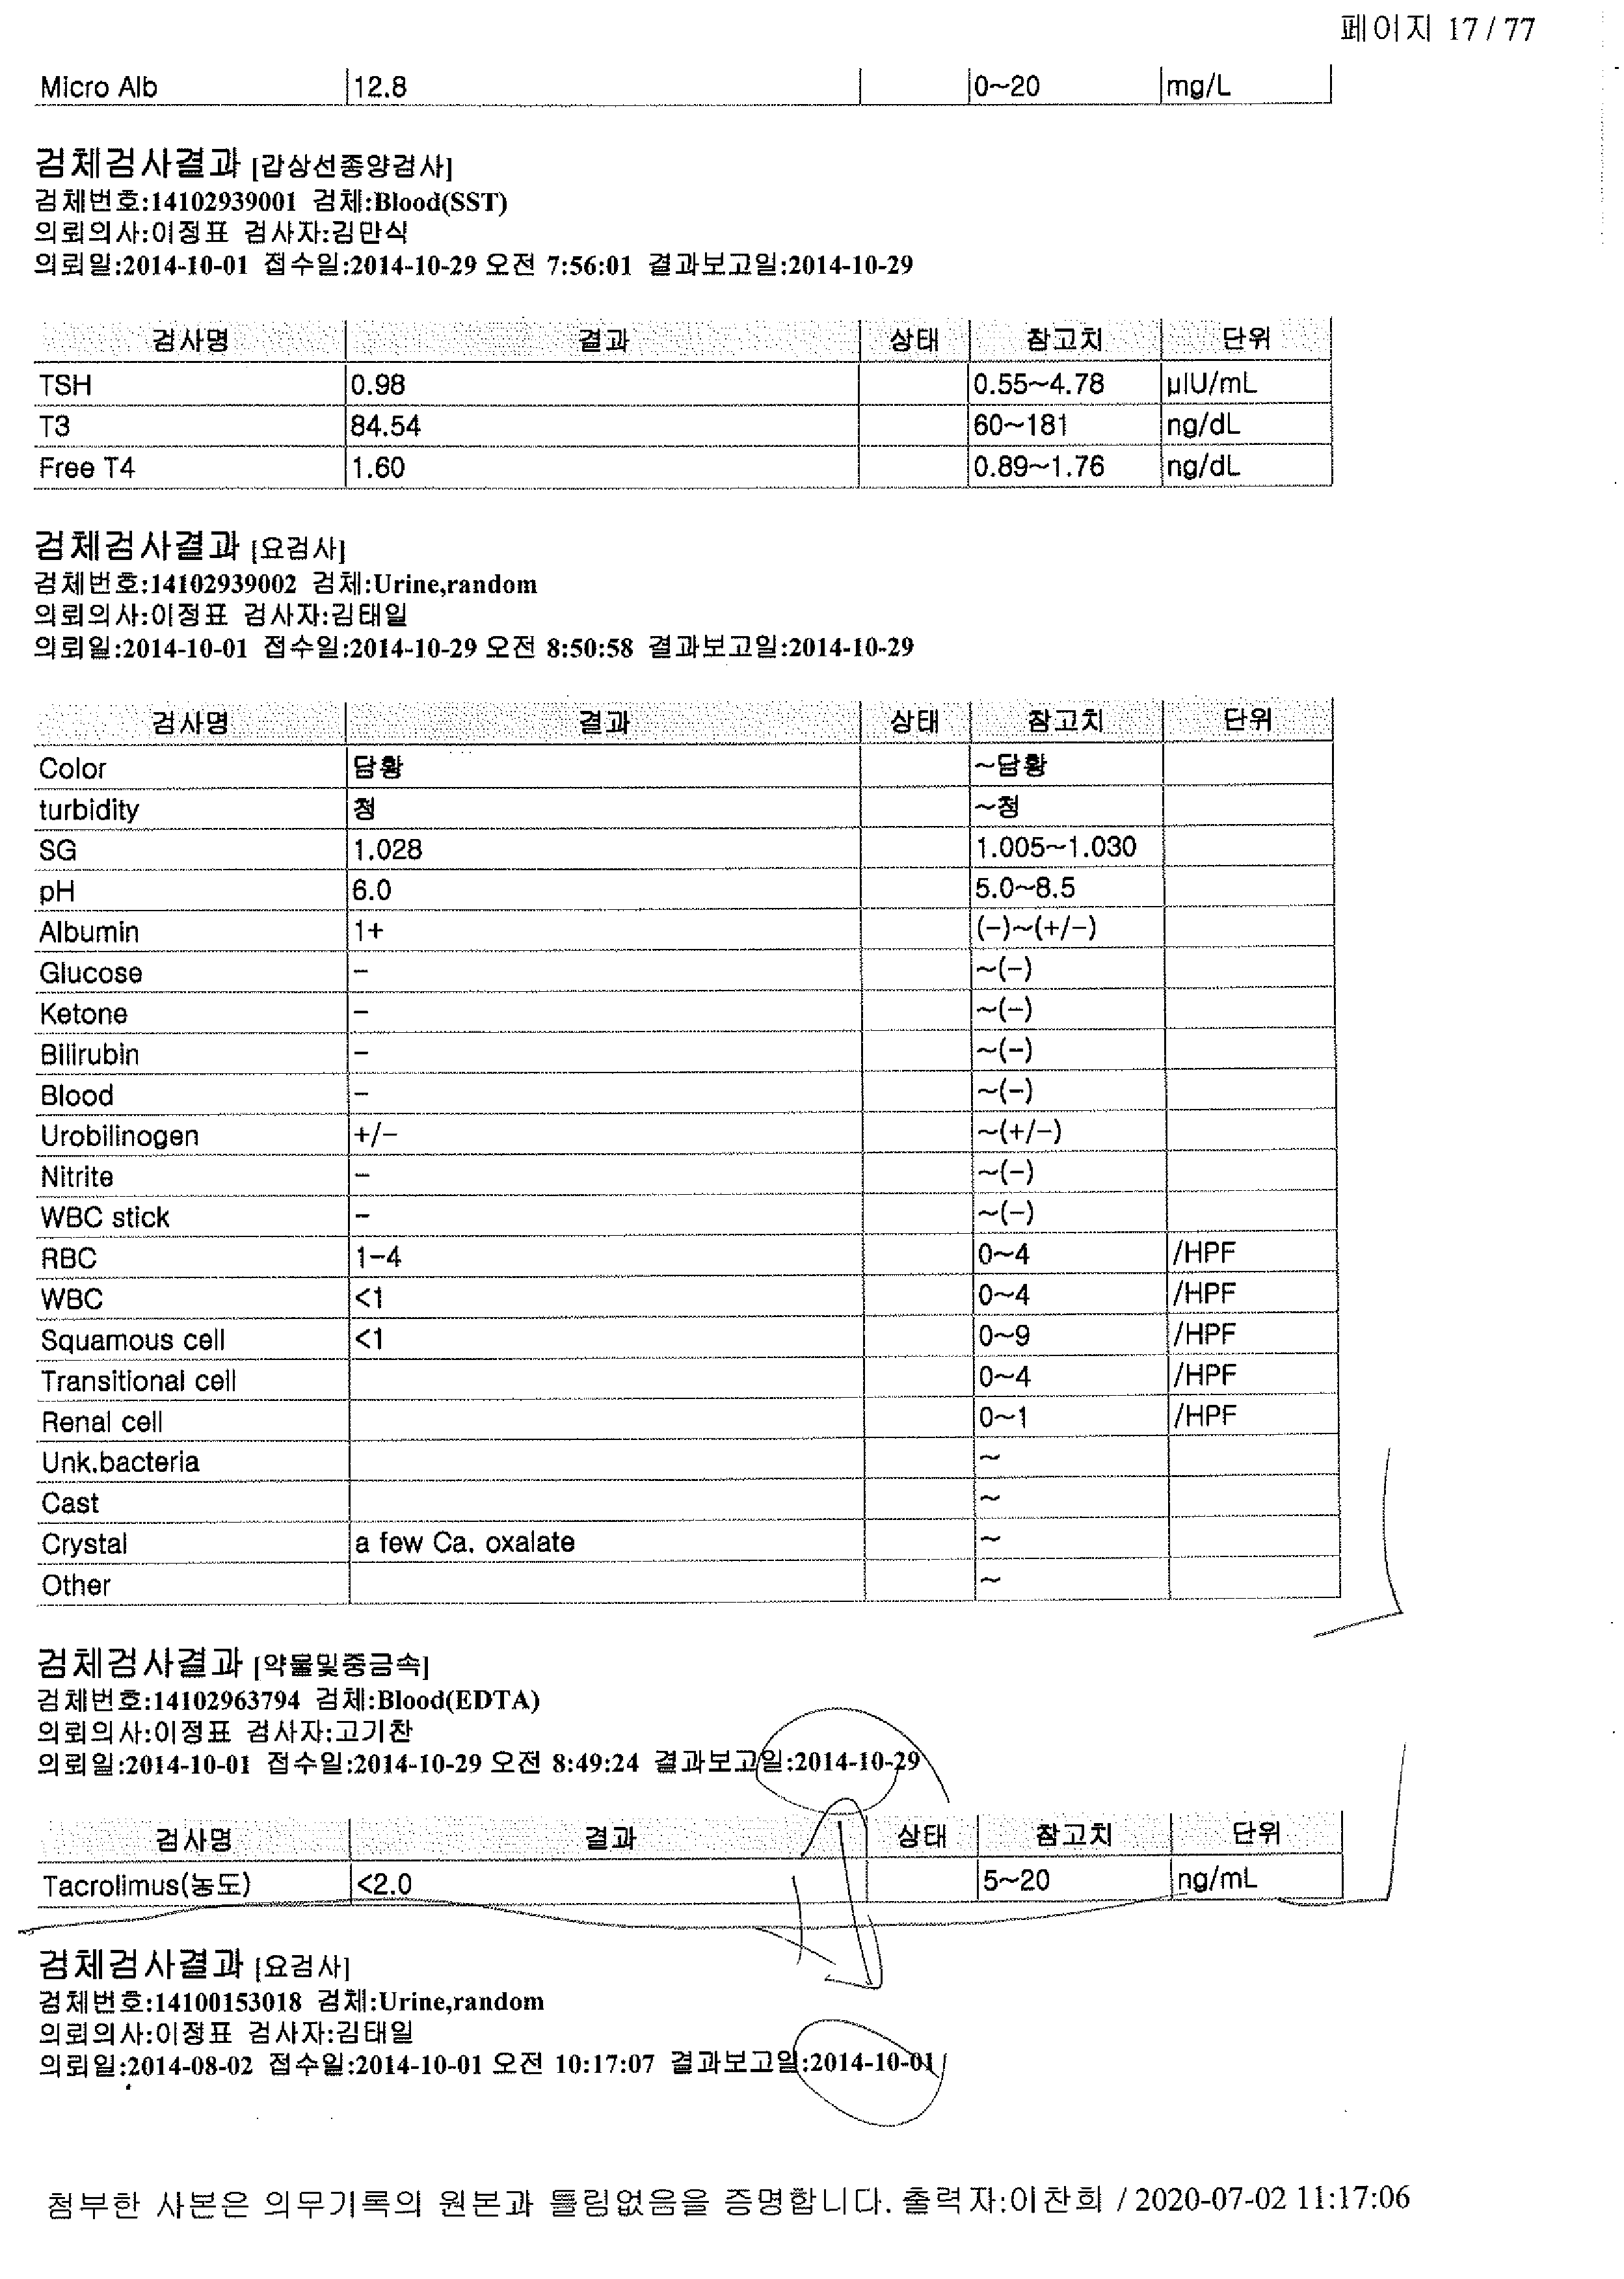 페이지 17 / 77
Micro Alb 12.8 0~20 mg/L
검체검사결과 [갑상선종양검사]
검체번호:14102939001 검체:Blood(SST)
의뢰의사:이정표 검사자:김만식
의뢰일:2014-10-01 접수일:2014-10-29 오전 7:56:01 결과보고일:2014-10-29
검사명 결과 상태 참고치 단위
TSH 0.98 0.55~4.78 µIU/mL
T3 84.54 60~181 ng/dL
Free T4 1.60 0.89~1.76 ng/dL
검체검사결과 [요검사]
검체번호:14102939002 검체:Urine,random
의뢰의사:이정표 검사자:김태일
의뢰일:2014-10-01 접수일:2014-10-29 오전 8:50:58 결과보고일:2014-10-29
검사명 결과 상태 참고치 단위
Color 담황 ~담황
turbidity 청 ~청
SG 1.028 1.005~1.030
pH 6.0 5.0~8.5
Albumin 1+ (-)~(+/-)
Glucose - ~(-)
Ketone - ~(-)
Bilirubin - ~(-)
Blood - ~(-)
Urobilinogen +/- ~(+/-)
Nitrite - ~(-)
WBC stick - ~(-)
RBC 1-4 0~4 /HPF
WBC <1 0~4 /HPF
Squamous cell <1 0~9 /HPF
Transitional cell 0~4 /HPF
Renal cell 0~1 /HPF
Unk.bacteria ~
Cast ~
Crystal a few Ca. oxalate ~
Other ~
검체검사결과 [약물및중금속]
검체번호:14102963794 검체:Blood(EDTA)
의뢰의사:이정표 검사자:고기찬
의뢰일:2014-10-01 접수일:2014-10-29 오전 8:49:24 결과보고일:2014-10-29
검사명 결과 상태 참고치 단위
Tacrolimus(농도) <2.0 5~20 ng/mL
검체검사결과 [요검사]
검체번호:14100153018 검체:Urine,random
의뢰의사:이정표 검사자:김태일
의뢰일:2014-08-02 접수일:2014-10-01 오전 10:17:07 결과보고일:2014-10-01
첨부한 사본은 의무기록의 원본과 틀림없음을 증명합니다. 출력자:이찬희 / 2020-07-02 11:17:06